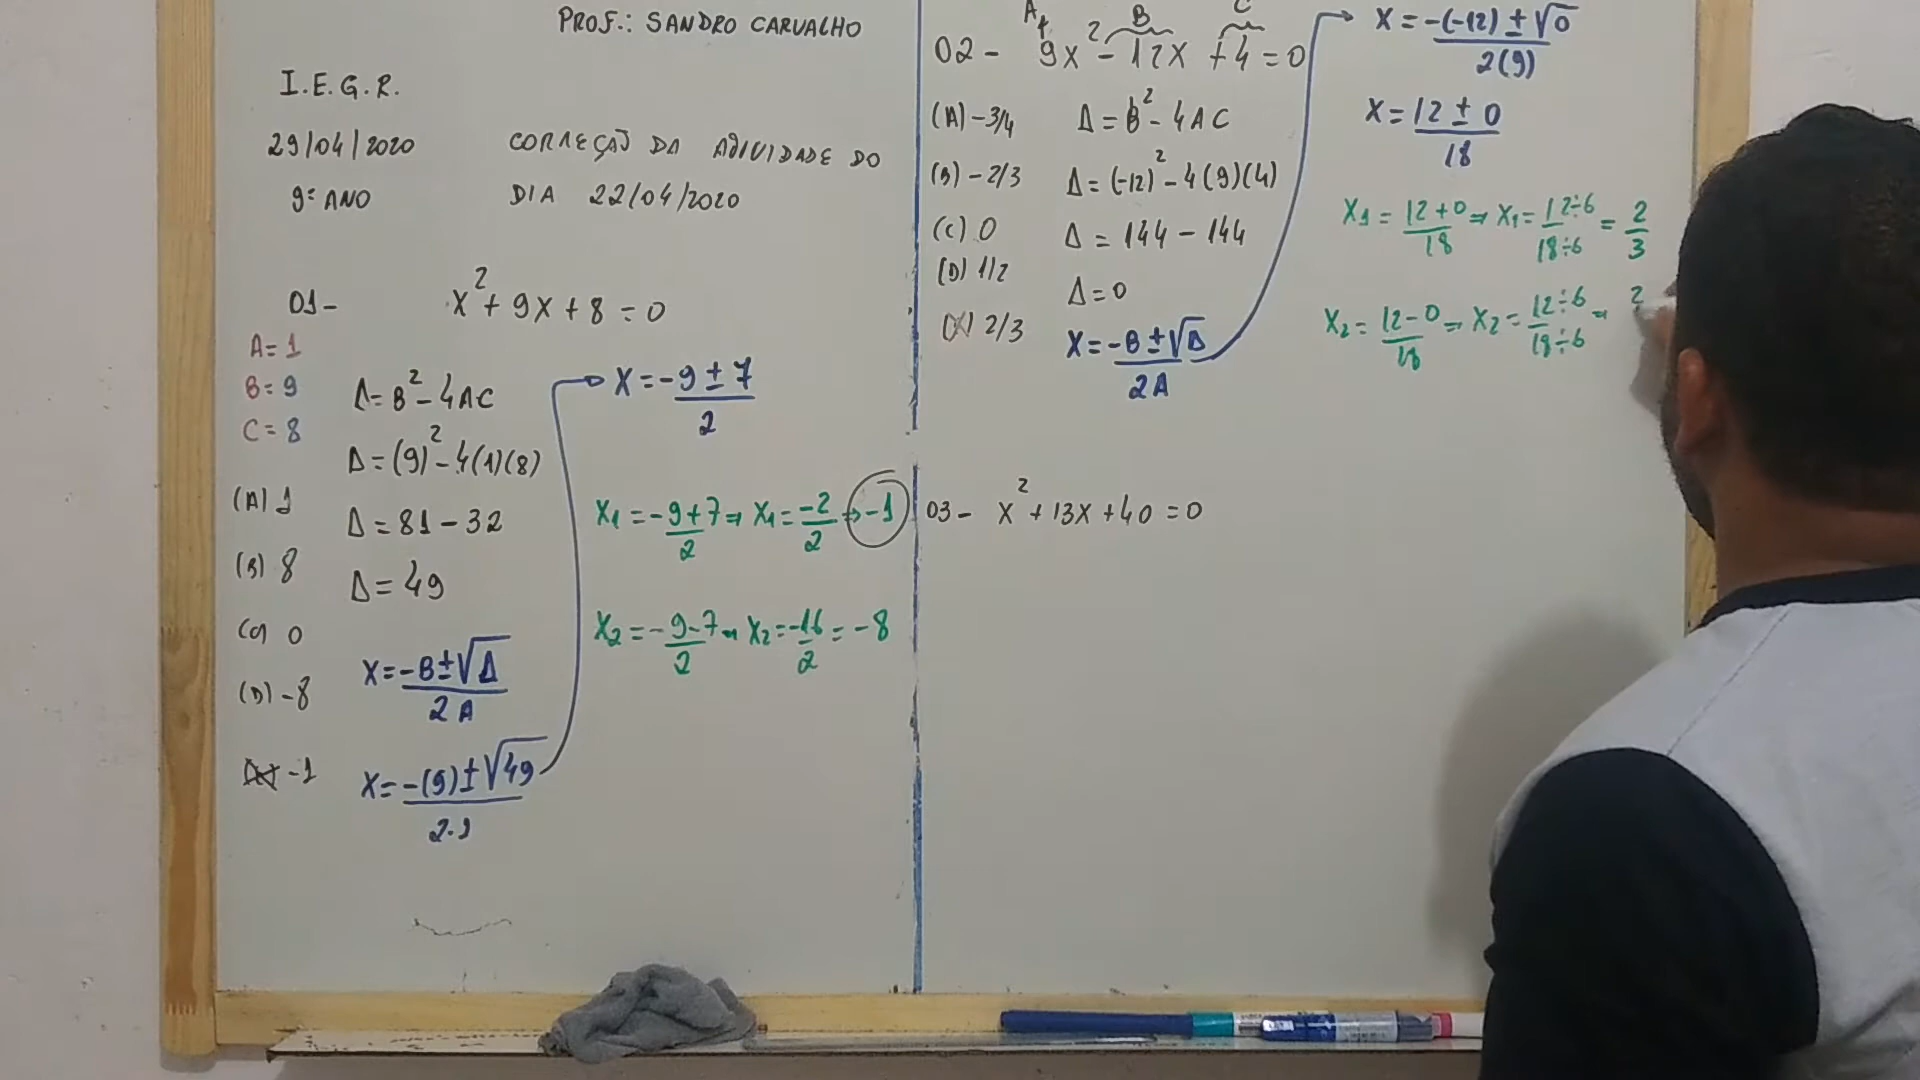 PROF.: SANDRO CARVALHO
I.E.G.R.
29/04/2020
9º ANO
CORREÇÃO DA ATIVIDADE DO
DIA 22/04/2020
01- x² + 9x + 8 = 0
A = 1
B = 9
C = 8
(A) 1
(B) 8
(C) 0
(D) -8
-1
Δ = B² - 4AC
Δ = (9)² - 4(1)(8)
Δ = 81 - 32
Δ = 49
X = -B ± √Δ / 2A
X = -(9) ± √49 / 2.1
X = -9 ± 7 / 2
X₁ = -9+7 / 2 ⇒ X₁ = -2 / 2 → -1
X₂ = -9-7 / 2 ⇒ X₂ = -16 / 2 = -8
A B C
02- 9x² - 12x + 4 = 0
(A) -3/4
(B) -2/3
(C) 0
(D) 1/2
(X) 2/3
Δ = B² - 4AC
Δ = (-12)² - 4(9)(4)
Δ = 144 - 144
Δ = 0
X = -B ± √Δ / 2A
X = -(-12) ± √0 / 2(9)
X = 12 ± 0 / 18
X₁ = 12+0 / 18 ⇒ X₁ = 12÷6 / 18÷6 = 2/3
X₂ = 12-0 / 18 ⇒ X₂ = 12÷6 / 18÷6 = 2
03- x² + 13x + 40 = 0